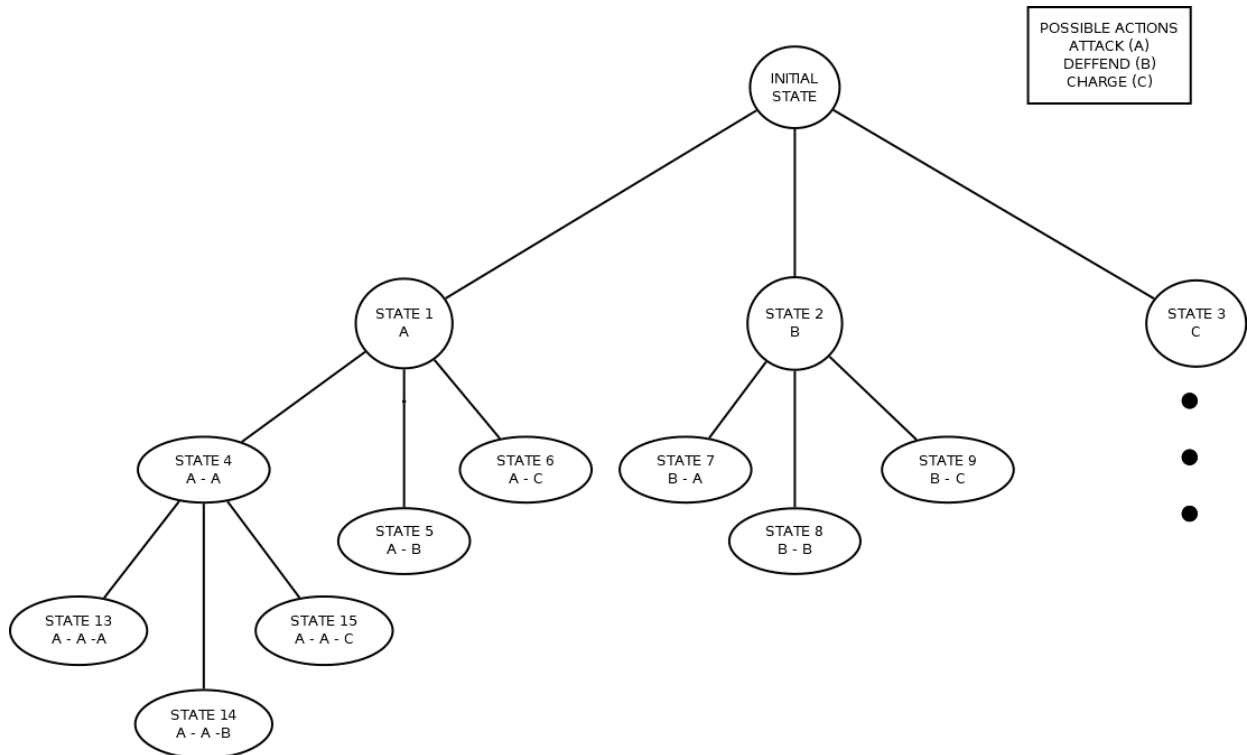 POSSIBLE ACTIONS
ATTACK (A)
DEFFEND (B)
CHARGE (C)
INITIAL
STATE
STATE 1
A
STATE 2
B
STATE 3
C
STATE 4
A - A
STATE 6
A - C
STATE 7
B - A
STATE 9
B - C
STATE 5
A - B
STATE 8
B - B
STATE 13
A - A -A
STATE 15
A - A - C
STATE 14
A - A -B